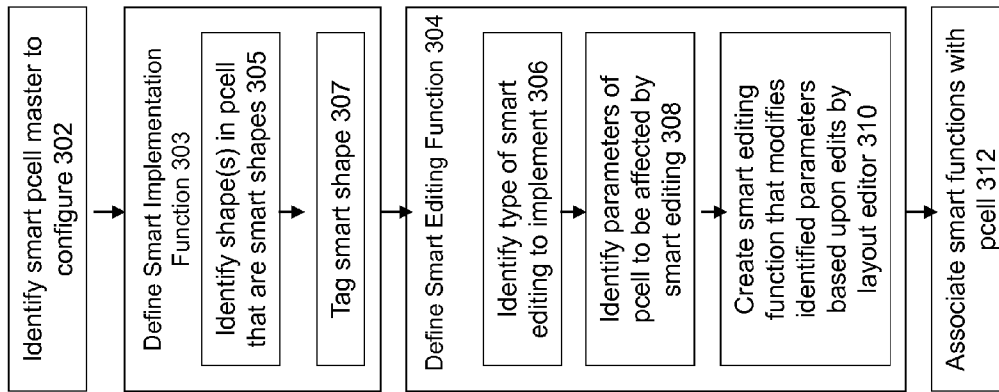 Identify smart pcell master to
configure 302
Define Smart Implementation
Function 303
Identify shape(s) in pcell
that are smart shapes 305
Tag smart shape 307
Define Smart Editing Function 304
Identify type of smart
editing to implement 306
Identify parameters of
pcell to be affected by
smart editing 308
Create smart editing
function that modifies
identified parameters
based upon edits by
layout editor 310
Associate smart functions with
pcell 312